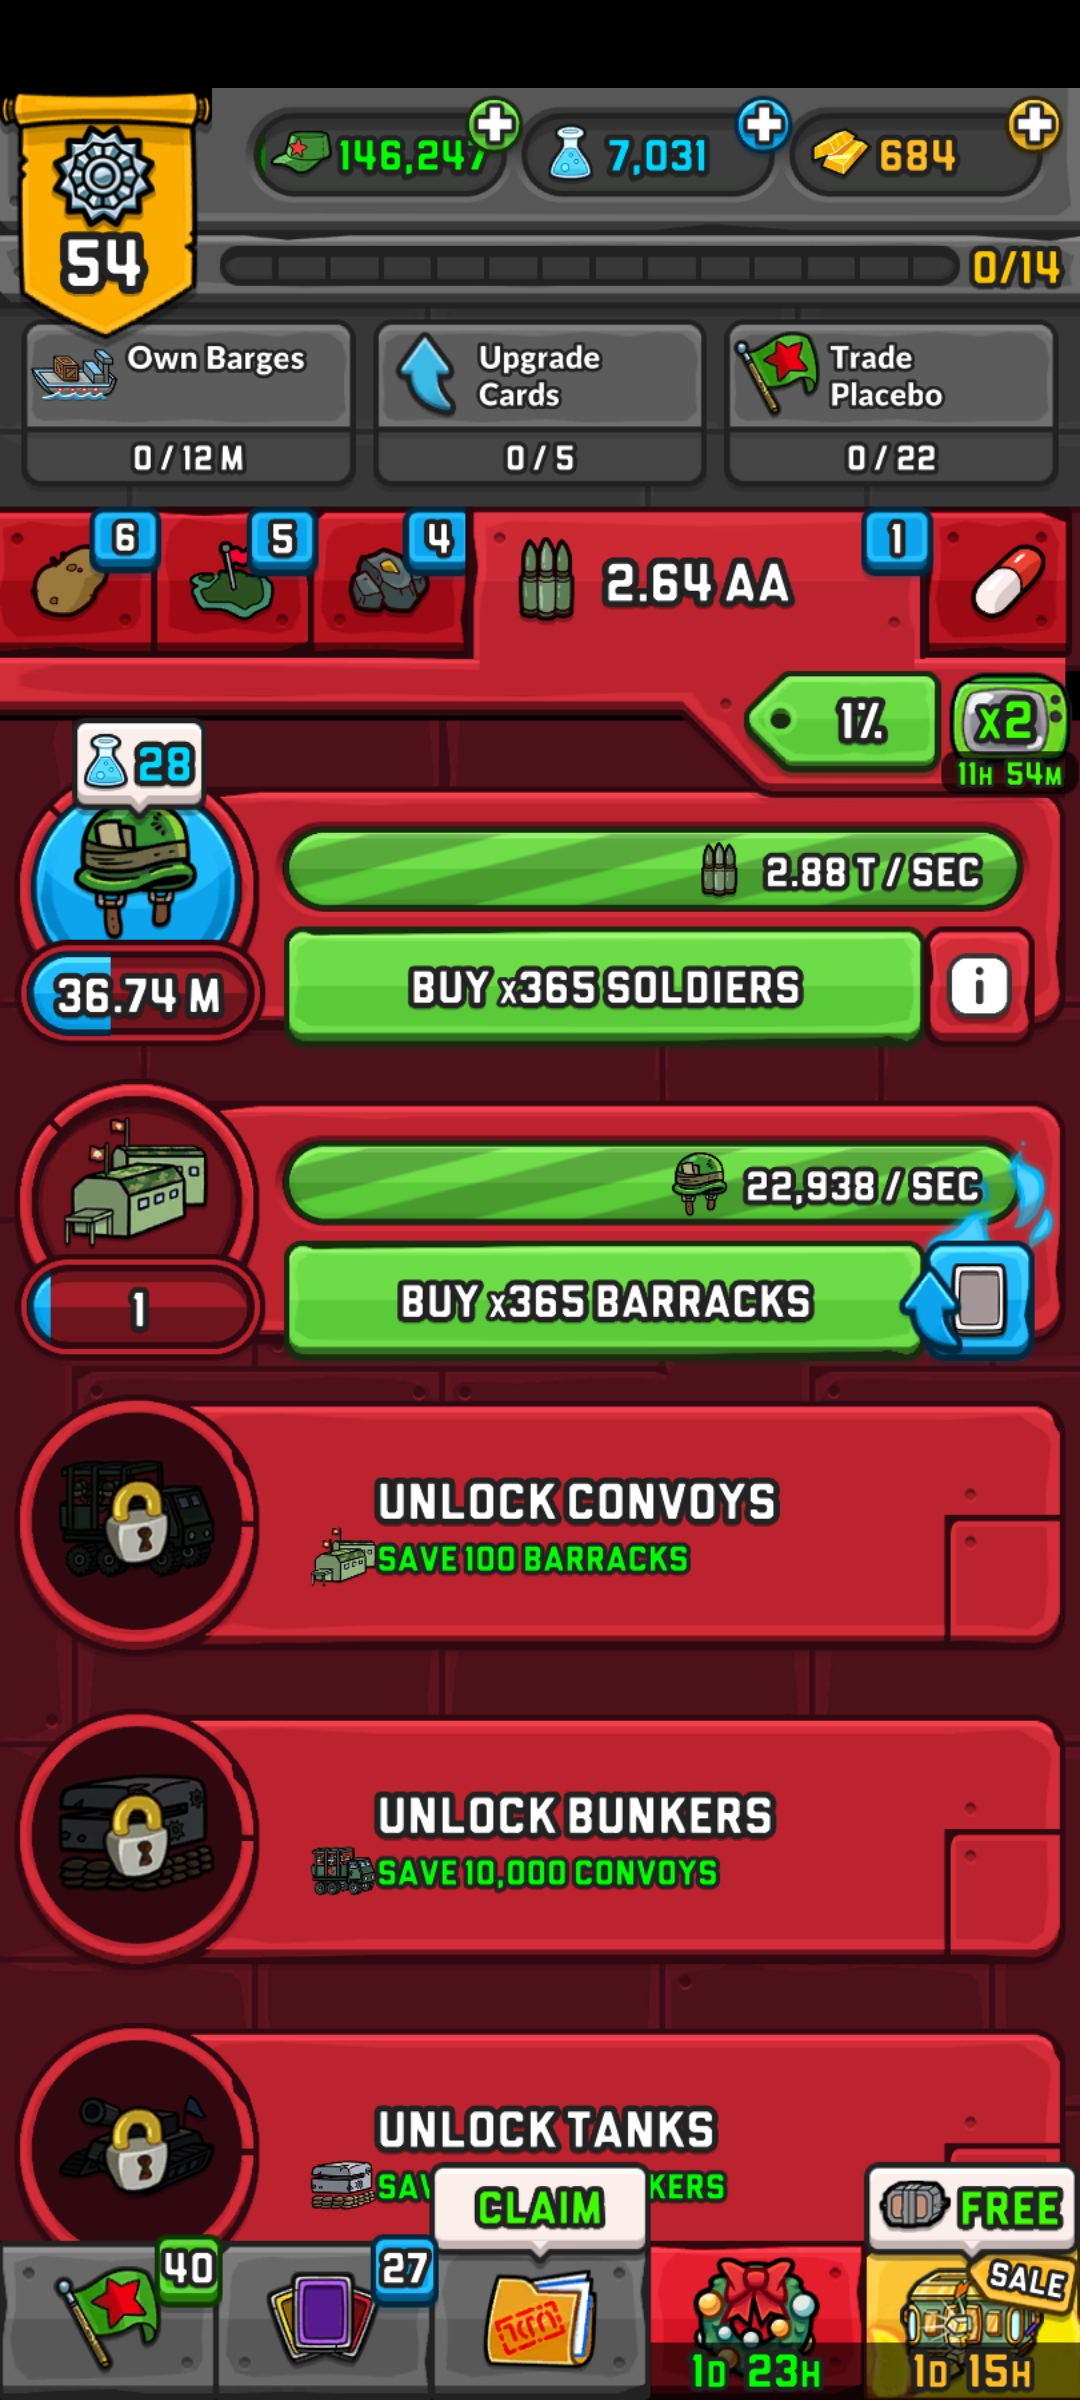 146,247
7,031
684
54
0/14
Own Barges
0 / 12 M
Upgrade
Cards
0 / 5
Trade
Placebo
0 / 22
6
5
4
2.64 AA
1
1%
x2
11H 54M
28
2.88 T / SEC
36.74 M
BUY x365 SOLDIERS
i
22,938 / SEC
1
BUY x365 BARRACKS
UNLOCK CONVOYS
SAVE 100 BARRACKS
UNLOCK BUNKERS
SAVE 10,000 CONVOYS
UNLOCK TANKS
CLAIM
FREE
40
27
SALE
1D 23H
1D 15H